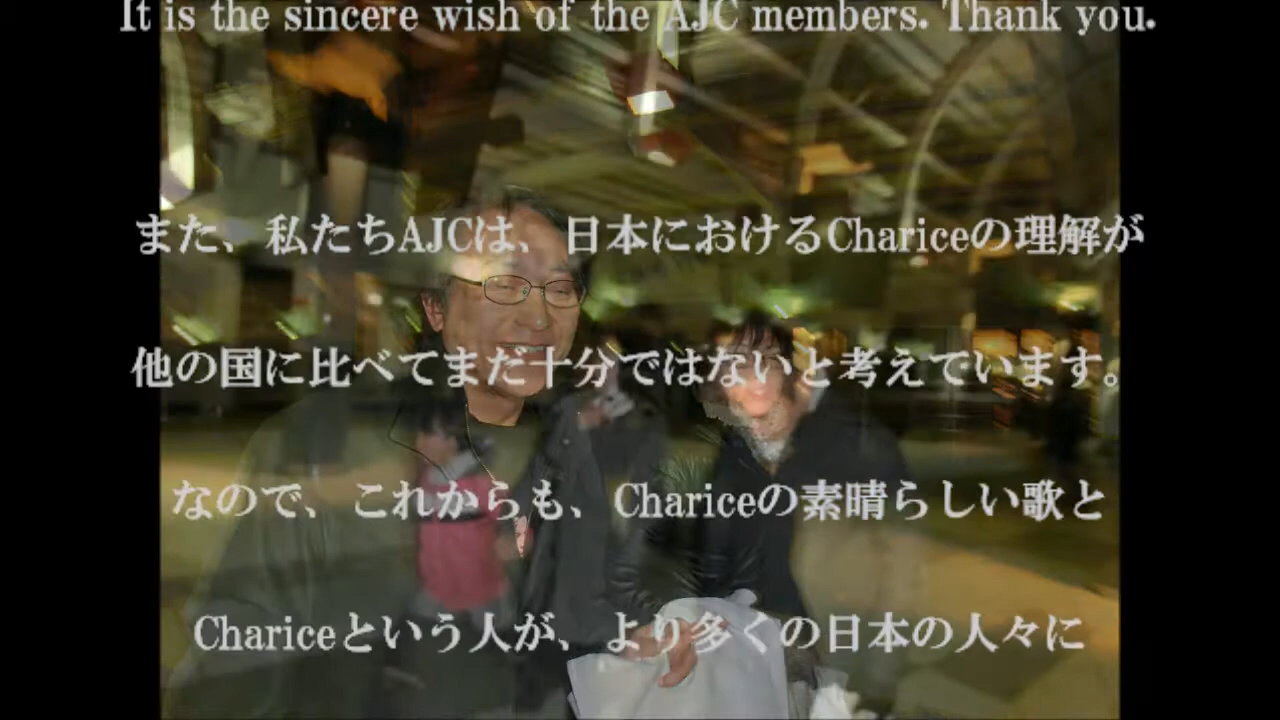 It is the sincere wish of the AJC members. Thank you.
また、私たちAJCは、日本におけるChariceの理解が
他の国に比べてまだ十分ではないと考えています。
なので、これからも、Chariceの素晴らしい歌と
Chariceという人が、より多くの日本の人々に